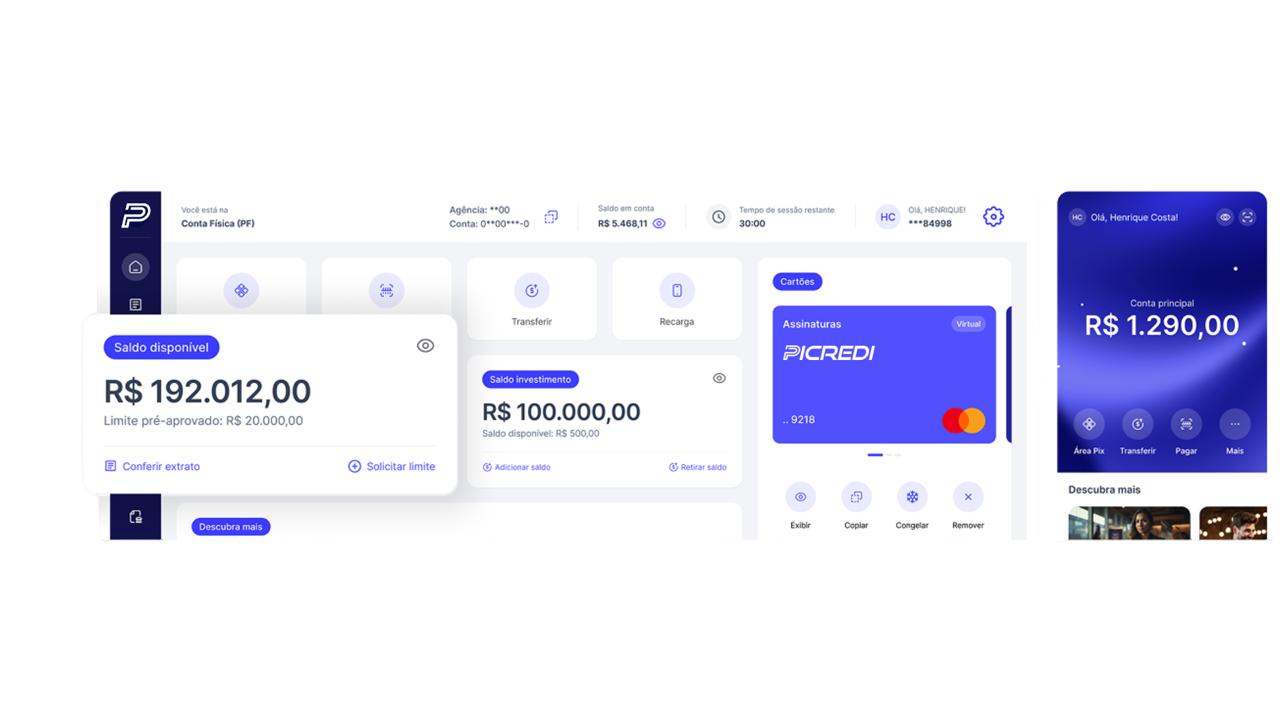 Você está na
Conta Física (PF)
Agência: **00
Conta: 0**00***-0
Saldo em conta
R$ 5.468,11
Tempo de sessão restante
30:00
HC
Olá, HENRIQUE!
***84998
Transferir
Recarga
Saldo disponível
R$ 192.012,00
Limite pré-aprovado: R$ 20.000,00
Conferir extrato
Solicitar limite
Saldo investimento
R$ 100.000,00
Saldo disponível: R$ 500,00
Adicionar saldo
Retirar saldo
Descubra mais
Cartões
Assinaturas
Virtual
PICREDI
.. 9218
Exibir
Copiar
Congelar
Remover
HC
Olá, Henrique Costa!
Conta principal
R$ 1.290,00
Área Pix
Transferir
Pagar
Mais
Descubra mais